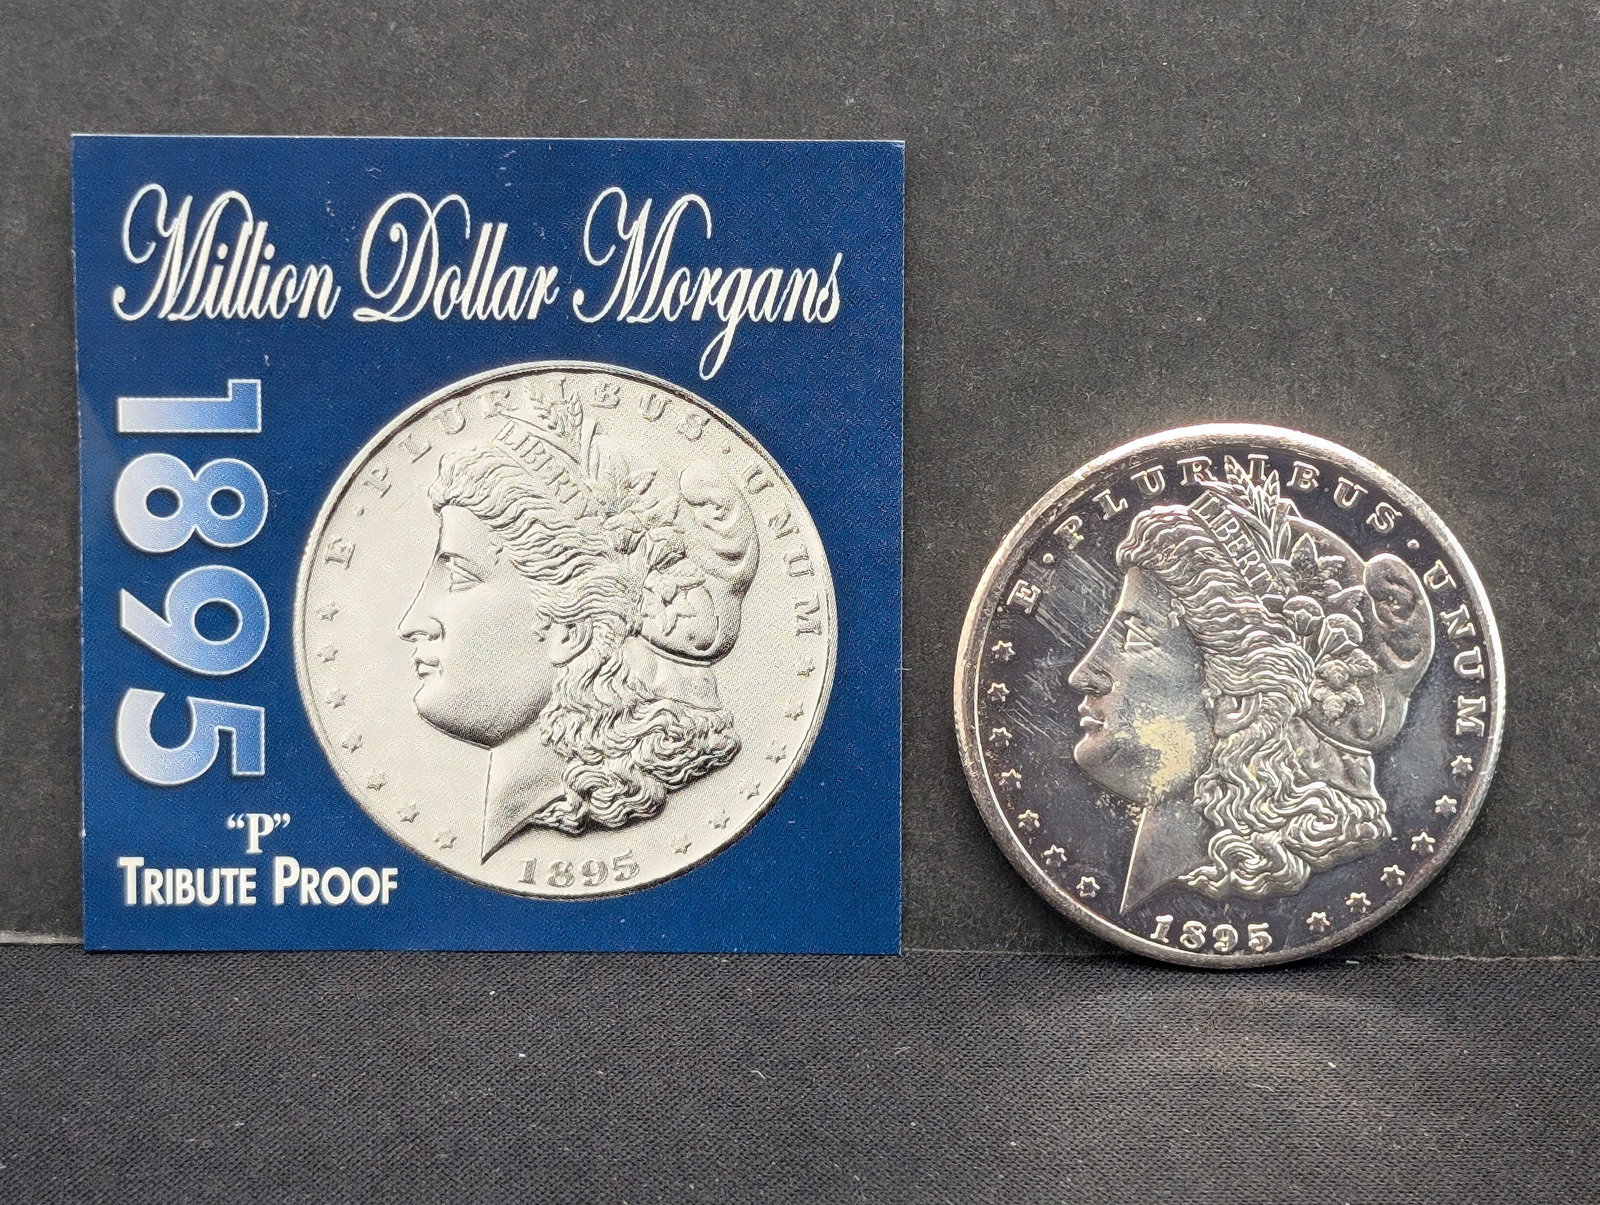 Million Dollar Morgans
1895
"P"
TRIBUTE PROOF
E · PLURIBUS · UNUM
LIBERTY
1895
E · PLURIBUS · UNUM
LIBERTY
1895